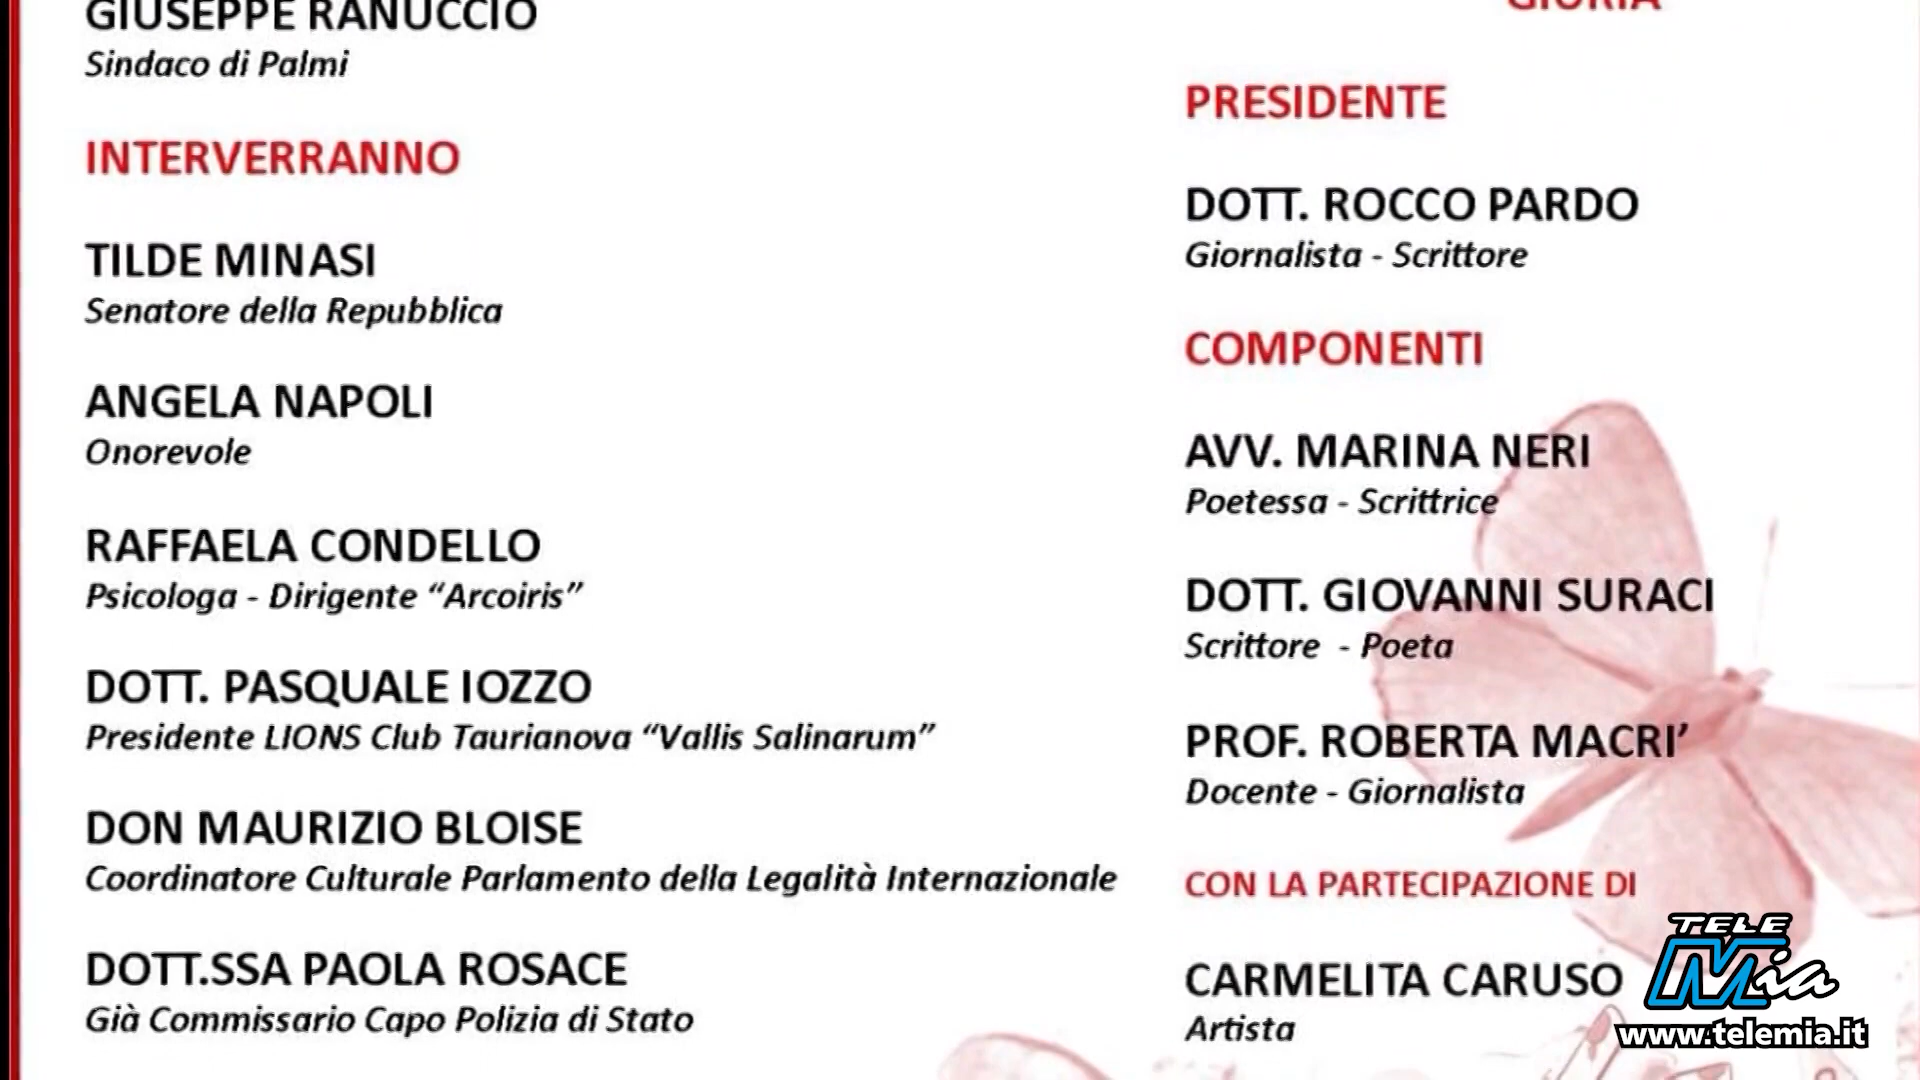 GIUSEPPE RANUCCIO
Sindaco di Palmi
INTERVERRANNO
TILDE MINASI
Senatore della Repubblica
ANGELA NAPOLI
Onorevole
RAFFAELA CONDELLO
Psicologa - Dirigente “Arcoiris”
DOTT. PASQUALE IOZZO
Presidente LIONS Club Taurianova “Vallis Salinarum”
DON MAURIZIO BLOISE
Coordinatore Culturale Parlamento della Legalità Internazionale
DOTT.SSA PAOLA ROSACE
Già Commissario Capo Polizia di Stato
GIURIA
PRESIDENTE
DOTT. ROCCO PARDO
Giornalista - Scrittore
COMPONENTI
AVV. MARINA NERI
Poetessa - Scrittrice
DOTT. GIOVANNI SURACI
Scrittore - Poeta
PROF. ROBERTA MACRI’
Docente - Giornalista
CON LA PARTECIPAZIONE DI
CARMELITA CARUSO
Artista
TELE
Mia
www.telemia.it